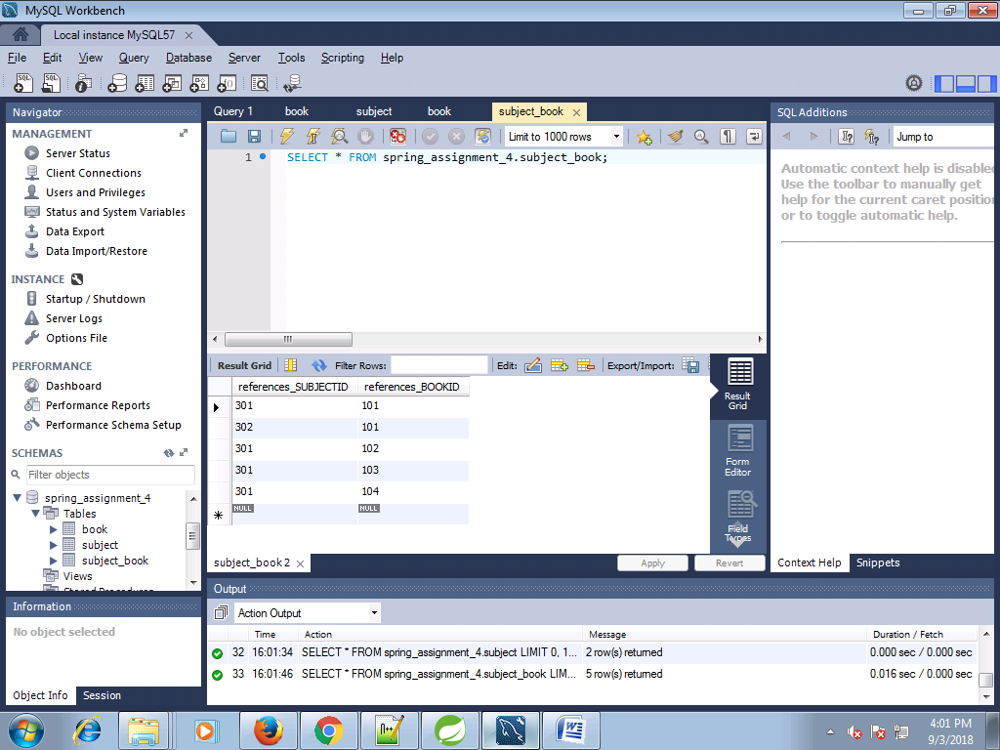 MySQL Workbench
Local instance MySQL57
File Edit View Query Database Server Tools Scripting Help
Navigator
MANAGEMENT
Server Status
Client Connections
Users and Privileges
Status and System Variables
Data Export
Data Import/Restore
INSTANCE
Startup / Shutdown
Server Logs
Options File
PERFORMANCE
Dashboard
Performance Reports
Performance Schema Setup
SCHEMAS
Filter objects
spring_assignment_4
Tables
book
subject
subject_book
Views
Stored Procedures
Information
No object selected
Object Info Session
Query 1 book subject book subject_book
Limit to 1000 rows
1 SELECT * FROM spring_assignment_4.subject_book;
Result Grid Filter Rows: Edit: Export/Import:
references_SUBJECTID references_BOOKID
301 101
302 101
301 102
301 103
301 104
NULL NULL
Result
Grid
Form
Editor
Field
Types
subject_book 2 Apply Revert
SQL Additions
Jump to
Automatic context help is disabled
Use the toolbar to manually get
help for the current caret position
or to toggle automatic help.
Context Help Snippets
Output
Action Output
Time Action Message Duration / Fetch
32 16:01:34 SELECT * FROM spring_assignment_4.subject LIMIT 0, 1... 2 row(s) returned 0.000 sec / 0.000 sec
33 16:01:46 SELECT * FROM spring_assignment_4.subject_book LIM... 5 row(s) returned 0.016 sec / 0.000 sec
4:01 PM
9/3/2018